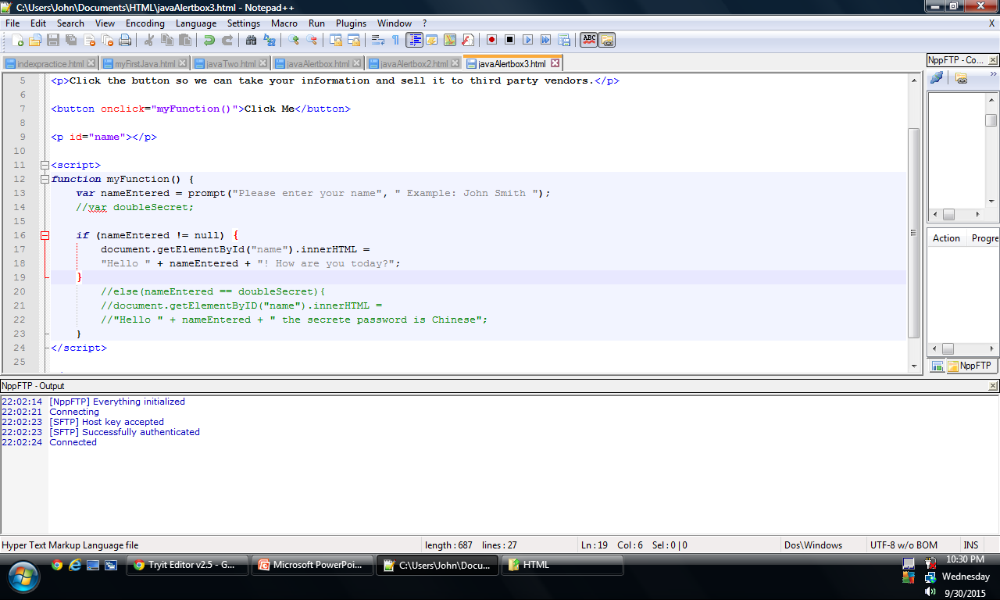 C:\Users\John\Documents\HTML\javaAlertbox3.html - Notepad++
File Edit Search View Encoding Language Settings Macro Run Plugins Window ? X
ABC
indexpractice.html myFirstJava.html javaTwo.html javaAlertbox.html javaAlertbox2.html javaAlertbox3.html
NppFTP - Co...
5 <p>Click the button so we can take your information and sell it to third party vendors.</p>
6
7 <button onclick="myFunction()">Click Me</button>
8
9 <p id="name"></p>
10
11 <script>
12 function myFunction() {
13 var nameEntered = prompt("Please enter your name", " Example: John Smith ");
14 //var doubleSecret;
15
16 if (nameEntered != null) {
17 document.getElementById("name").innerHTML =
18 "Hello " + nameEntered + "! How are you today?";
19 }
20 //else(nameEntered == doubleSecret){
21 //document.getElementByID("name").innerHTML =
22 //"Hello " + nameEntered + " the secrete password is Chinese";
23 }
24 </script>
25
Action Progre
NppFTP
NppFTP - Output
22:02:14 [NppFTP] Everything initialized
22:02:21 Connecting
22:02:23 [SFTP] Host key accepted
22:02:23 [SFTP] Successfully authenticated
22:02:24 Connected
Hyper Text Markup Language file length : 687 lines : 27 Ln : 19 Col : 6 Sel : 0 | 0 Dos\Windows UTF-8 w/o BOM INS
Tryit Editor v2.5 - G... Microsoft PowerPoi... C:\Users\John\Docu... HTML
10:30 PM
Wednesday
9/30/2015